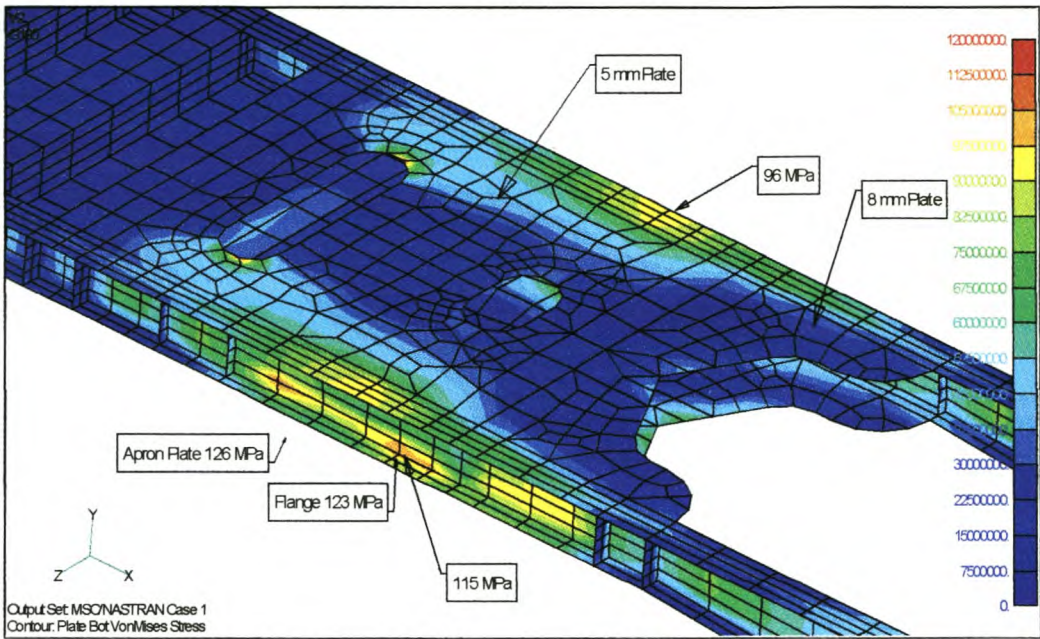 120000000.
112500000.
105000000.
5 mm Plate
90000000.
96 MPa
82500000.
8 mm Plate
75000000.
67500000.
60000000.
Apron Plate 126 MPa
30000000.
Flange 123 MPa
22500000.
Y
15000000.
Z
X
115 MPa
7500000.
0.
Output Set: MSC/NASTRAN Case 1
Contour: Plate Bot VonMises Stress